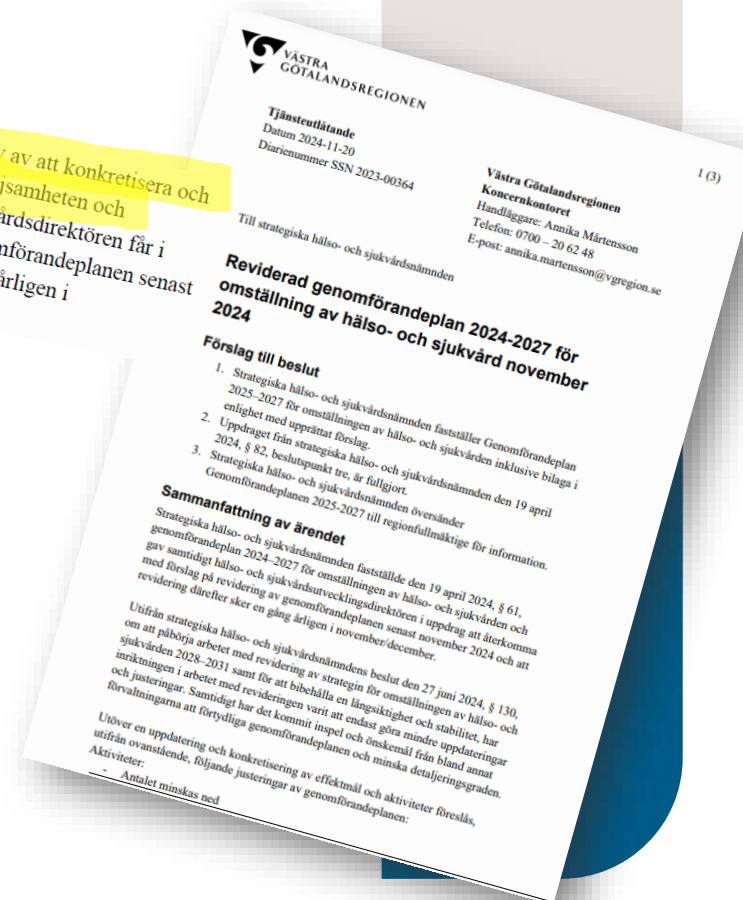 v av att konkretisera och
jsamheten och
årdsdirektören får i
nförandeplanen senast
årligen i
VÄSTRA
GÖTALANDSREGIONEN
Tjänsteutlåtande
Datum 2024-11-20
Diarienummer SSN 2023-00364
1 (3)
Västra Götalandsregionen
Koncernkontoret
Handläggare: Annika Mårtensson
Telefon: 0700 – 20 62 48
E-post: annika.martensson@vgregion.se
Till strategiska hälso- och sjukvårdsnämnden
Reviderad genomförandeplan 2024-2027 för
omställning av hälso- och sjukvård november
2024
Förslag till beslut
1. Strategiska hälso- och sjukvårdsnämnden fastställer Genomförandeplan
2025–2027 för omställningen av hälso- och sjukvården inklusive bilaga i
enlighet med upprättat förslag.
2. Uppdraget från strategiska hälso- och sjukvårdsnämnden den 19 april
2024, § 82, beslutspunkt tre, är fullgjort.
3. Strategiska hälso- och sjukvårdsnämnden översänder
Genomförandeplanen 2025-2027 till regionfullmäktige för information.
Sammanfattning av ärendet
Strategiska hälso- och sjukvårdsnämnden fastställde den 19 april 2024, § 61,
genomförandeplan 2024–2027 för omställningen av hälso- och sjukvården och
gav samtidigt hälso- och sjukvårdsutvecklingsdirektören i uppdrag att återkomma
med förslag på revidering av genomförandeplanen senast november 2024 och att
revidering därefter sker en gång årligen i november/december.
Utifrån strategiska hälso- och sjukvårdsnämndens beslut den 27 juni 2024, § 130,
om att påbörja arbetet med revidering av strategin för omställningen av hälso- och
sjukvården 2028–2031 samt för att bibehålla en långsiktighet och stabilitet, har
inriktningen i arbetet med revideringen varit att endast göra mindre uppdateringar
och justeringar. Samtidigt har det kommit inspel och önskemål från bland annat
förvaltningarna att förtydliga genomförandeplanen och minska detaljeringsgraden.
Utöver en uppdatering och konkretisering av effektmål och aktiviteter föreslås,
utifrån ovanstående, följande justeringar av genomförandeplanen:
Aktiviteter:
- Antalet minskas ned